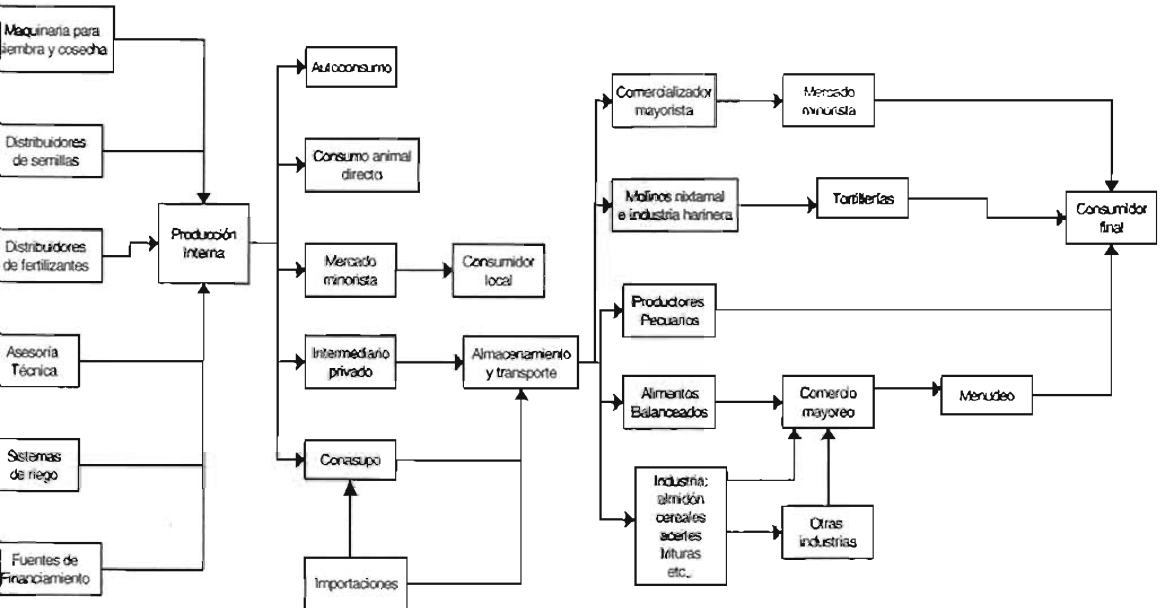 Maquinaria para
siembra y cosecha
Distribuidores
de semillas
Distribuidores
de fertilizantes
Asesoría
Técnica
Sistemas
de riego
Fuentes de
Financiamiento
Producción
Interna
Autoconsumo
Consumo animal
directo
Mercado
minorista
Consumidor
local
Intermediario
privado
Almacenamiento
y transporte
Conasupo
Importaciones
Comercializador
mayorista
Mercado
minorista
Molinos nixtamal
e industria harinera
Tortillerías
Consumidor
final
Productores
Pecuarios
Alimentos
Balanceados
Comercio
mayoreo
Menudeo
Industria:
almidón
cereales
aceites
frituras
etc..
Otras
industrias